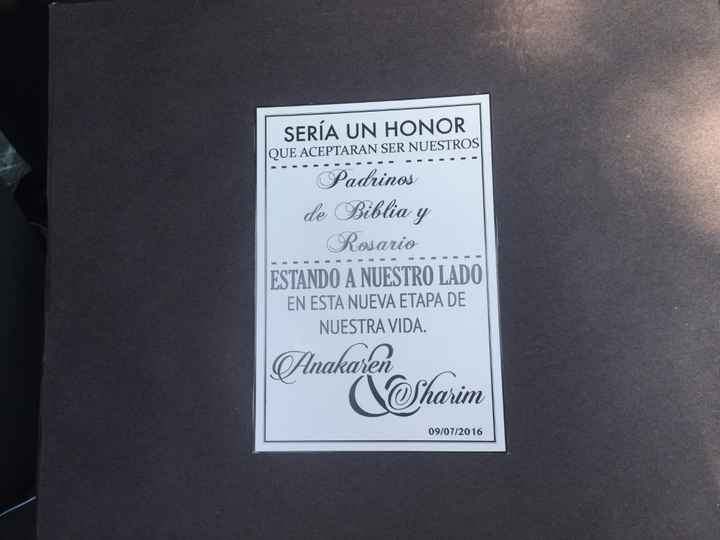 SERÍA UN HONOR
QUE ACEPTARAN SER NUESTROS
Padrinos
de Biblia y
Rosario
ESTANDO A NUESTRO LADO
EN ESTA NUEVA ETAPA DE
NUESTRA VIDA.
Anakaren
& Sharim
09/07/2016